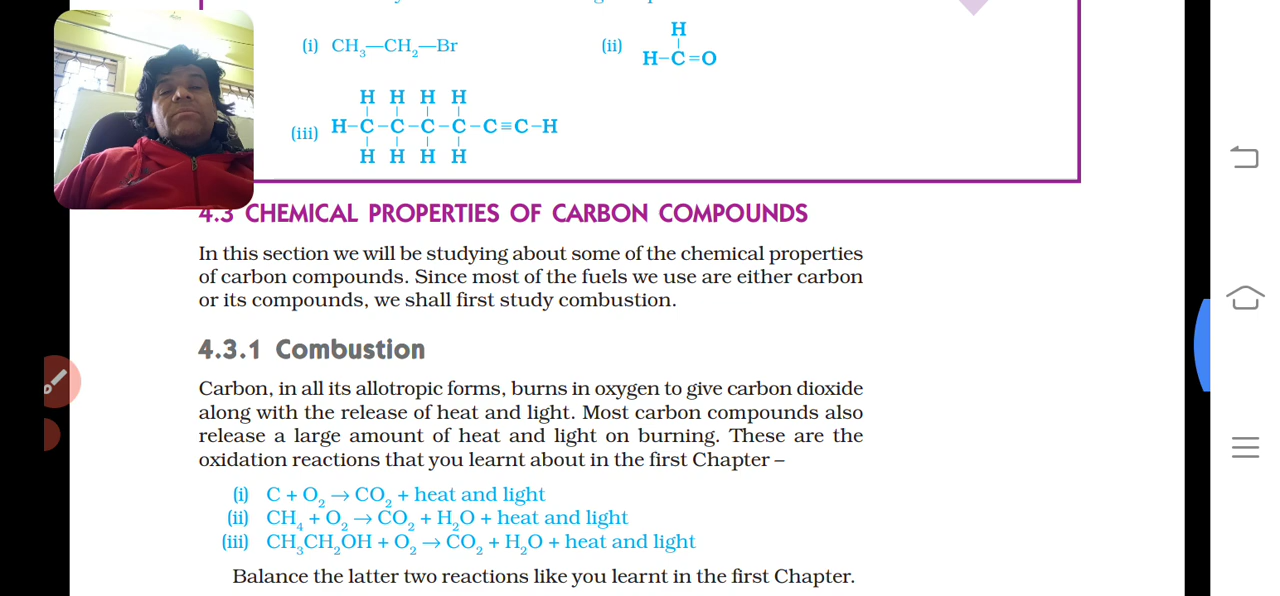 (i) CH₃—CH₂—Br (ii) H
H–C=O
H H H H
(iii) H–C–C–C–C–C≡C–H
H H H H
4.3 CHEMICAL PROPERTIES OF CARBON COMPOUNDS
In this section we will be studying about some of the chemical properties
of carbon compounds. Since most of the fuels we use are either carbon
or its compounds, we shall first study combustion.
4.3.1 Combustion
Carbon, in all its allotropic forms, burns in oxygen to give carbon dioxide
along with the release of heat and light. Most carbon compounds also
release a large amount of heat and light on burning. These are the
oxidation reactions that you learnt about in the first Chapter –
(i) C + O₂ → CO₂ + heat and light
(ii) CH₄ + O₂ → CO₂ + H₂O + heat and light
(iii) CH₃CH₂OH + O₂ → CO₂ + H₂O + heat and light
Balance the latter two reactions like you learnt in the first Chapter.